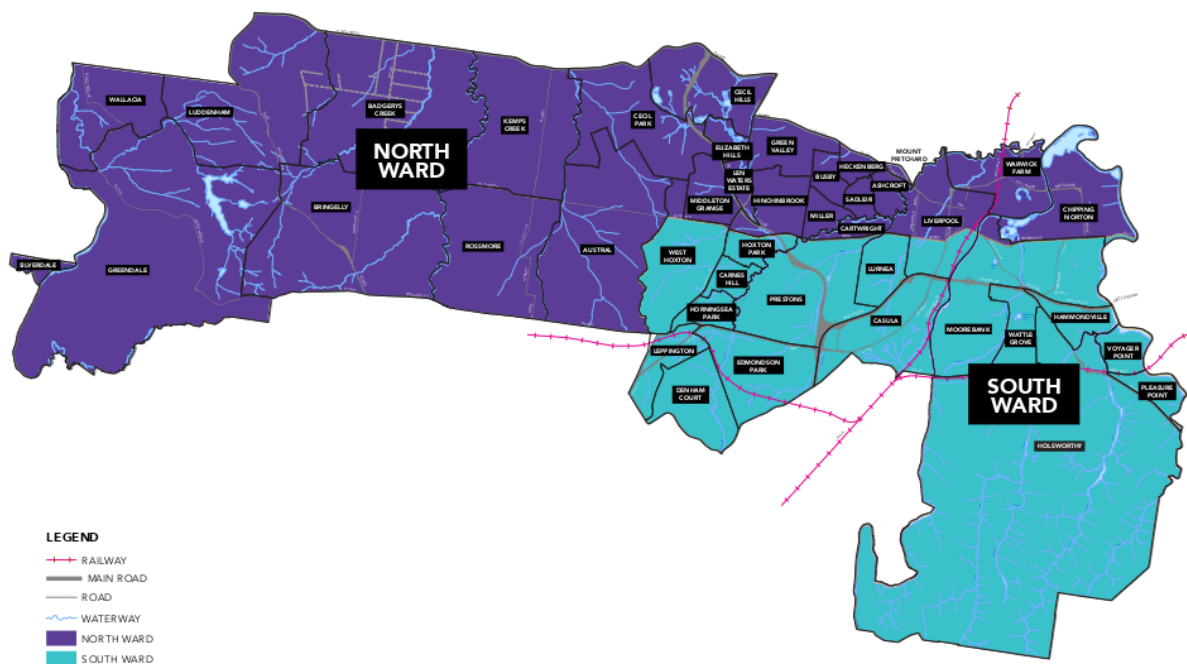 WALLACIA
LUDDENHAM
BADGERYS
CREEK
KEMPS
CREEK
CECIL
PARK
CECIL
HILLS
NORTH
WARD
ELIZABETH
HILLS
GREEN
VALLEY
MOUNT
PRITCHARD
HECKENBERG
WARWICK
FARM
LEN
WATERS
ESTATE
BUSBY
ASHCROFT
SADLEIR
MIDDLETON
GRANGE
HINCHINBROOK
MILLER
CHIPPING
NORTON
LIVERPOOL
CARTWRIGHT
BRINGELLY
ROSSMORE
AUSTRAL
SILVERDALE
GREENDALE
WEST
HOXTON
HOXTON
PARK
CARNES
HILL
LURNEA
PRESTONS
HORNINGSEA
PARK
CASULA
MOOREBANK
WATTLE
GROVE
HAMMONDVILLE
VOYAGER
POINT
LEPPINGTON
EDMONDSON
PARK
DENHAM
COURT
PLEASURE
POINT
SOUTH
WARD
HOLSWORTHY
LEGEND
RAILWAY
MAIN ROAD
ROAD
WATERWAY
NORTH WARD
SOUTH WARD